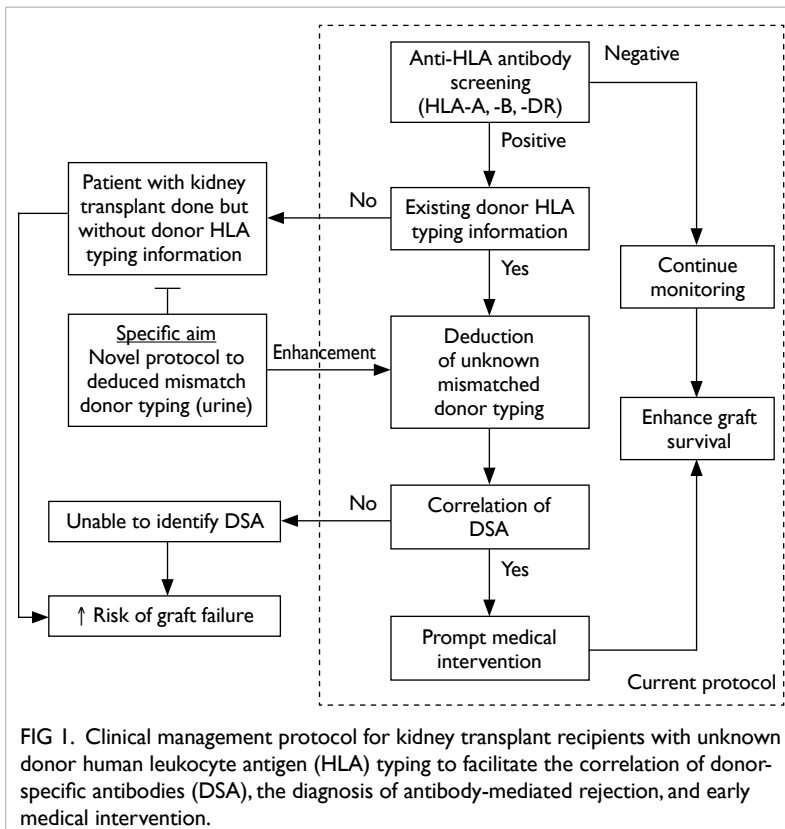 Anti-HLA antibody
screening
(HLA-A, -B, -DR)
Negative
Positive
Patient with kidney
transplant done but
without donor HLA
typing information
No
Existing donor HLA
typing information
Yes
Continue
monitoring
Specific aim
Novel protocol to
deduced mismatch
donor typing (urine)
Enhancement
Deduction
of unknown
mismatched
donor typing
Enhance graft
survival
Unable to identify DSA
No
Correlation of
DSA
Yes
↑ Risk of graft failure
Prompt medical
intervention
Current protocol
FIG 1. Clinical management protocol for kidney transplant recipients with unknown
donor human leukocyte antigen (HLA) typing to facilitate the correlation of donor-
specific antibodies (DSA), the diagnosis of antibody-mediated rejection, and early
medical intervention.